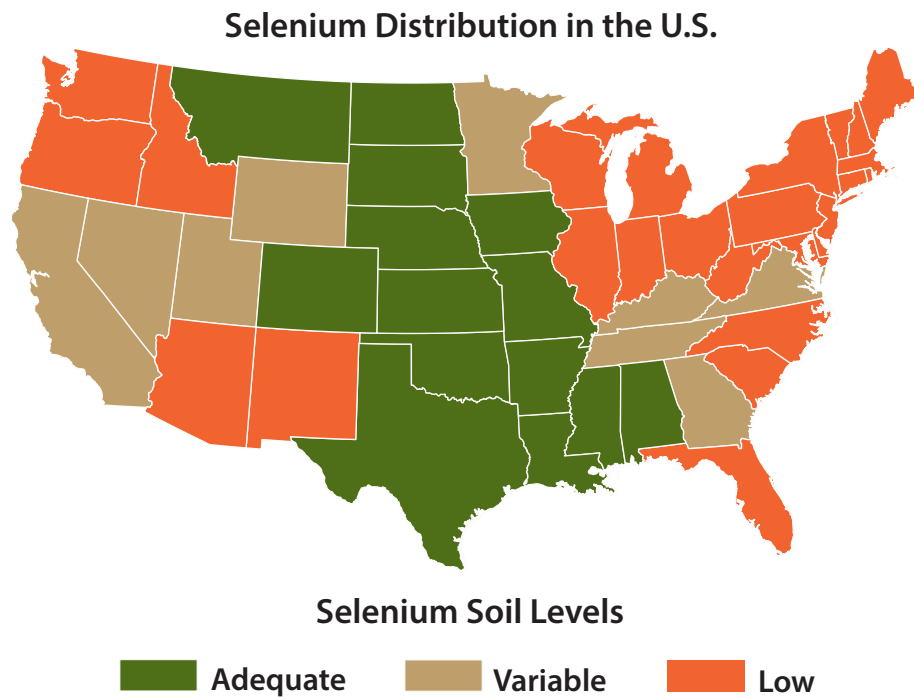 Selenium Distribution in the U.S.
Selenium Soil Levels
Adequate Variable Low